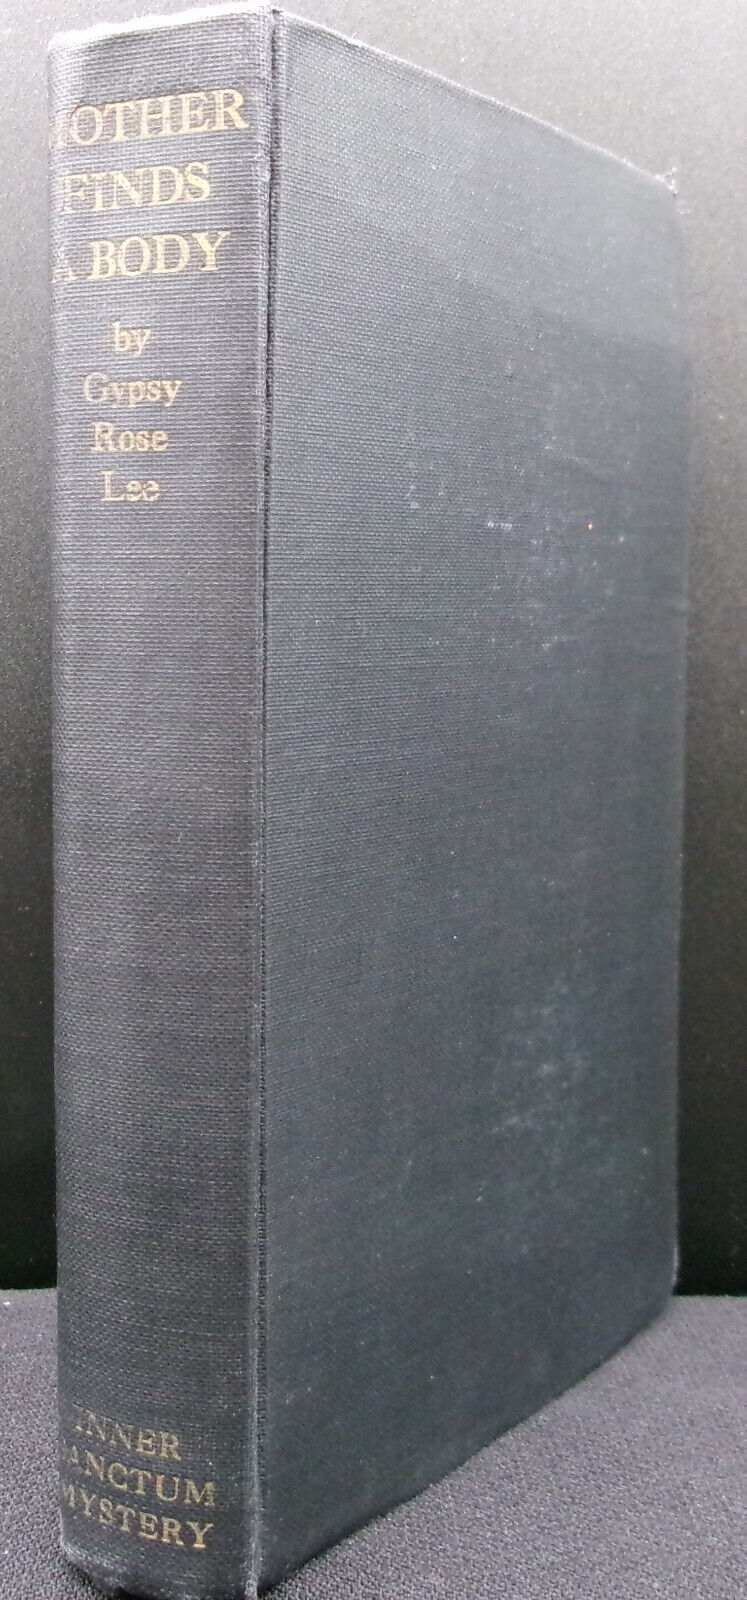 MOTHER
FINDS
A BODY
by
Gypsy
Rose
Lee
INNER
SANCTUM
MYSTERY